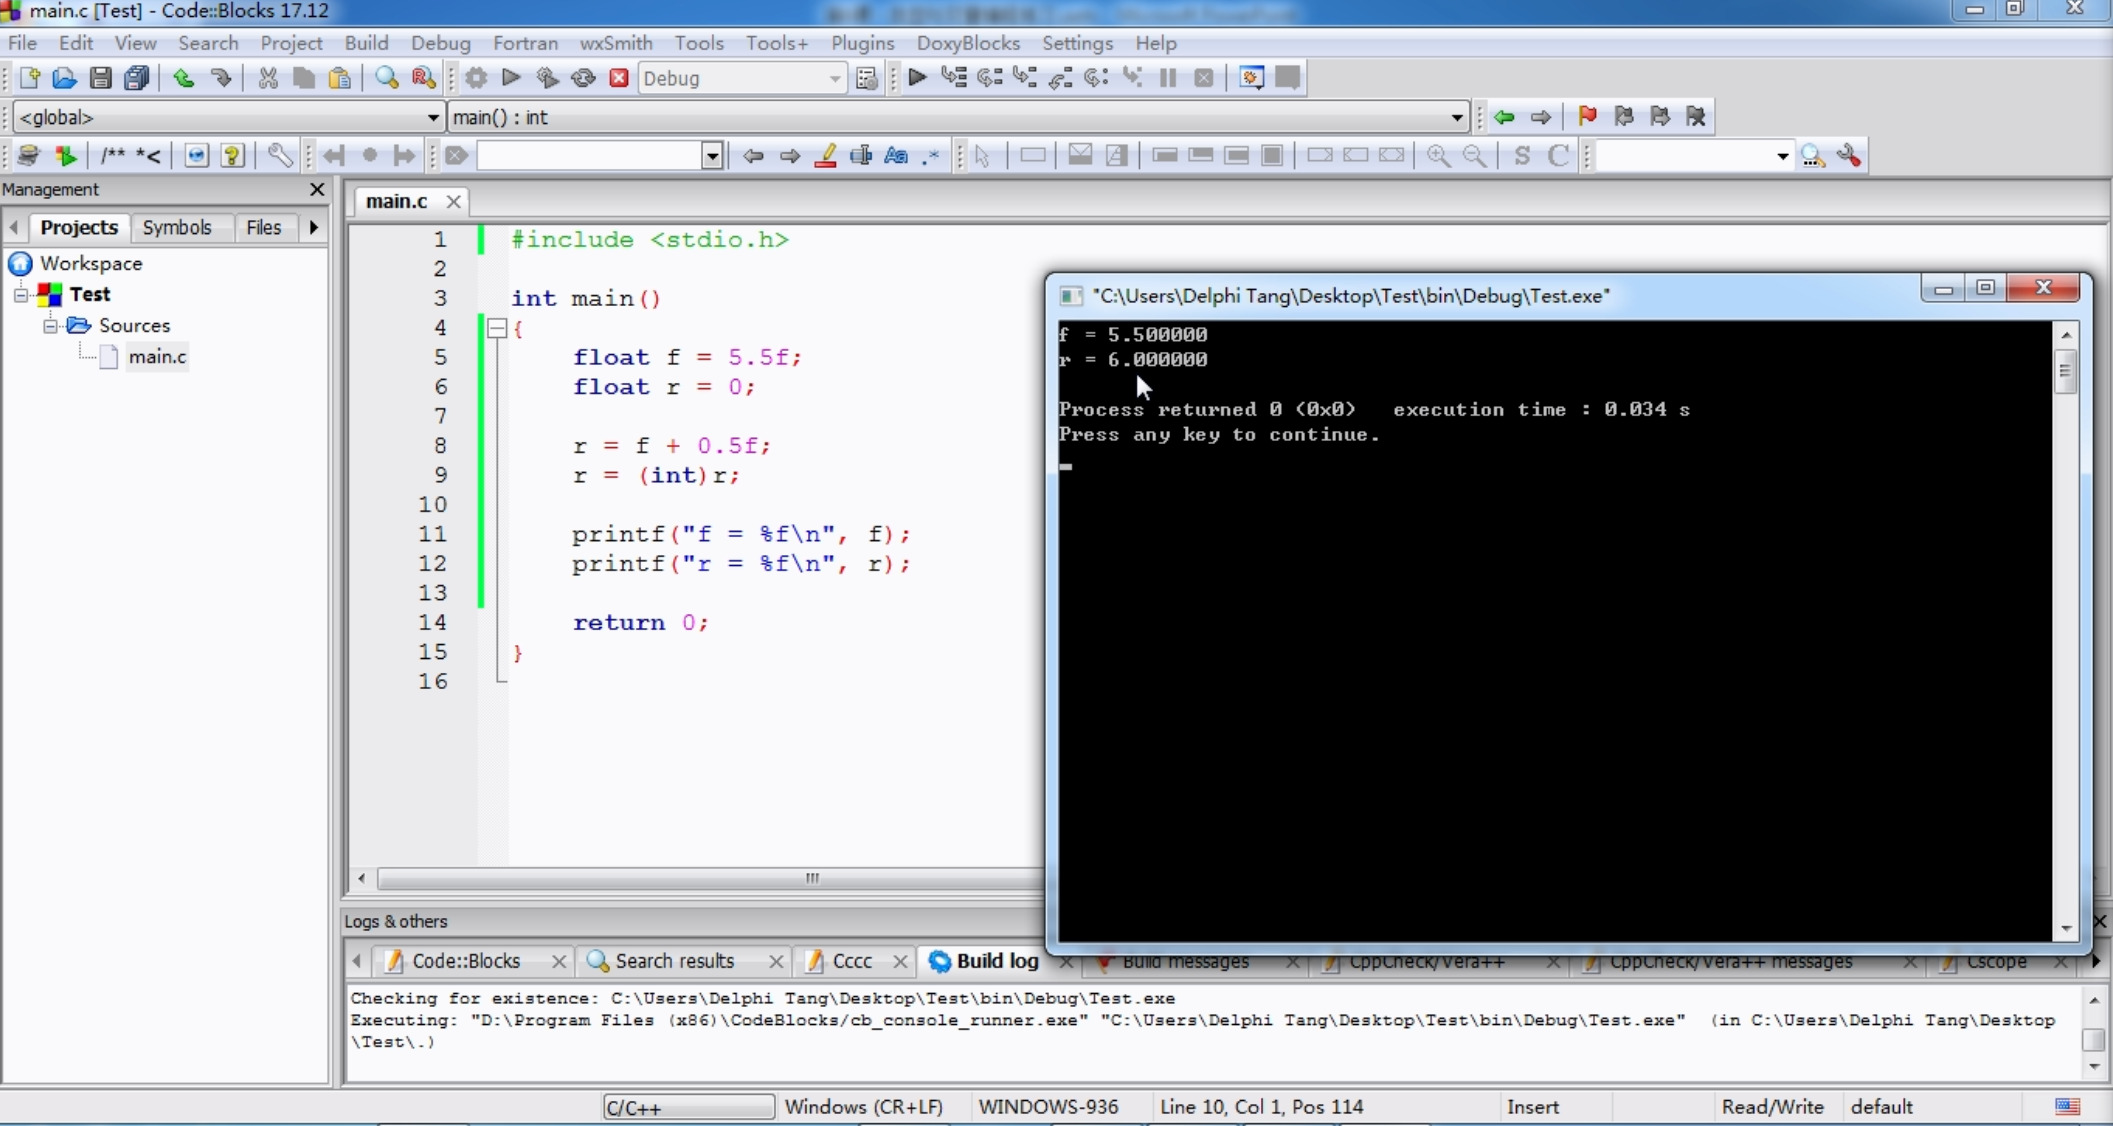 main.c [Test] - Code::Blocks 17.12
File Edit View Search Project Build Debug Fortran wxSmith Tools Tools+ Plugins DoxyBlocks Settings Help
Debug
<global> main() : int
/** *<
S C
Management
Projects Symbols Files
Workspace
Test
Sources
main.c
main.c
1 #include <stdio.h>
2
3 int main()
4 {
5 float f = 5.5f;
6 float r = 0;
7
8 r = f + 0.5f;
9 r = (int)r;
10
11 printf("f = %f\n", f);
12 printf("r = %f\n", r);
13
14 return 0;
15 }
16
"C:\Users\Delphi Tang\Desktop\Test\bin\Debug\Test.exe"
f = 5.500000
r = 6.000000
Process returned 0 (0x0) execution time : 0.034 s
Press any key to continue.
Logs & others
Code::Blocks Search results Cccc Build log Build messages CppCheck/Vera++ CppCheck/Vera++ messages Cscope
Checking for existence: C:\Users\Delphi Tang\Desktop\Test\bin\Debug\Test.exe
Executing: "D:\Program Files (x86)\CodeBlocks/cb_console_runner.exe" "C:\Users\Delphi Tang\Desktop\Test\bin\Debug\Test.exe" (in C:\Users\Delphi Tang\Desktop
\Test\.)
C/C++ Windows (CR+LF) WINDOWS-936 Line 10, Col 1, Pos 114 Insert Read/Write default